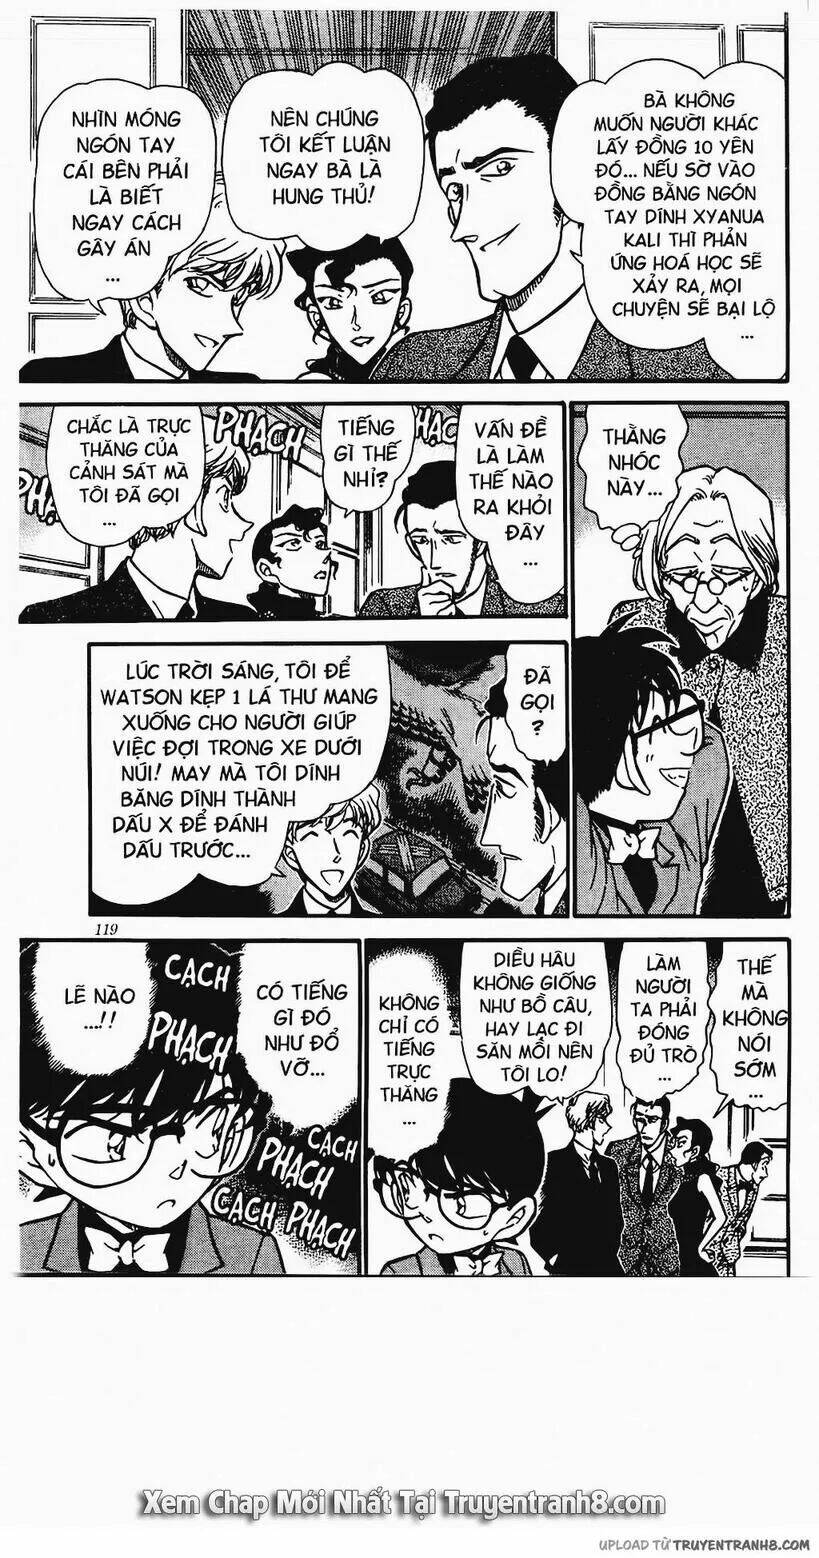 BÀ KHÔNG
MUỐN NGƯỜI KHÁC
LẤY ĐỒNG 10 YÊN
ĐÓ... NẾU SỜ VÀO
ĐỒNG BẰNG NGÓN
TAY DÍNH XYANUA
KALI THÌ PHẢN
ỨNG HOÁ HỌC SẼ
XẢY RA, MỌI
CHUYỆN SẼ BẠI LỘ
...
NÊN CHÚNG
TÔI KẾT LUẬN
NGAY BÀ LÀ
HUNG THỦ!
NHÌN MÓNG
NGÓN TAY
CÁI BÊN PHẢI
LÀ BIẾT
NGAY CÁCH
GÂY ÁN
...
THẰNG
NHÓC
NÀY...
VẤN ĐỀ
LÀ LÀM
THẾ NÀO
RA KHỎI
ĐÂY
...
PHẠCH
TIẾNG
GÌ THẾ
NHỈ?
PHẠCH
CHẮC LÀ TRỰC
THĂNG CỦA
CẢNH SÁT MÀ
TÔI ĐÃ GỌI
...
PHẠCH
ĐÃ
GỌI
?
LÚC TRỜI SÁNG, TÔI ĐỂ
WATSON KẸP 1 LÁ THƯ MANG
XUỐNG CHO NGƯỜI GIÚP
VIỆC ĐỢI TRONG XE DƯỚI
NÚI! MAY MÀ TÔI DÍNH
BĂNG DÍNH THÀNH
DẤU X ĐỂ ĐÁNH
DẤU TRƯỚC...
119
THẾ
MÀ
KHÔNG
NÓI
SỚM
...
LÀM
NGƯỜI
TA PHẢI
ĐÓNG
ĐỦ TRÒ
...
DIỀU HÂU
KHÔNG GIỐNG
NHƯ BỒ CÂU,
HAY LẠC ĐI
SĂN MỒI NÊN
TÔI LO!
KHÔNG
CHỈ CÓ
TIẾNG
TRỰC
THĂNG
...
CÓ TIẾNG
GÌ ĐÓ
NHƯ ĐỔ
VỠ...
CẠCH
PHẠCH
LẼ NÀO
...!!
CẠCH
PHẠCH
CẠCH PHẠCH
Xem Chap Mới Nhất Tại Truyentranh8.com
UPLOAD TỪ TRUYENTRANH8.COM